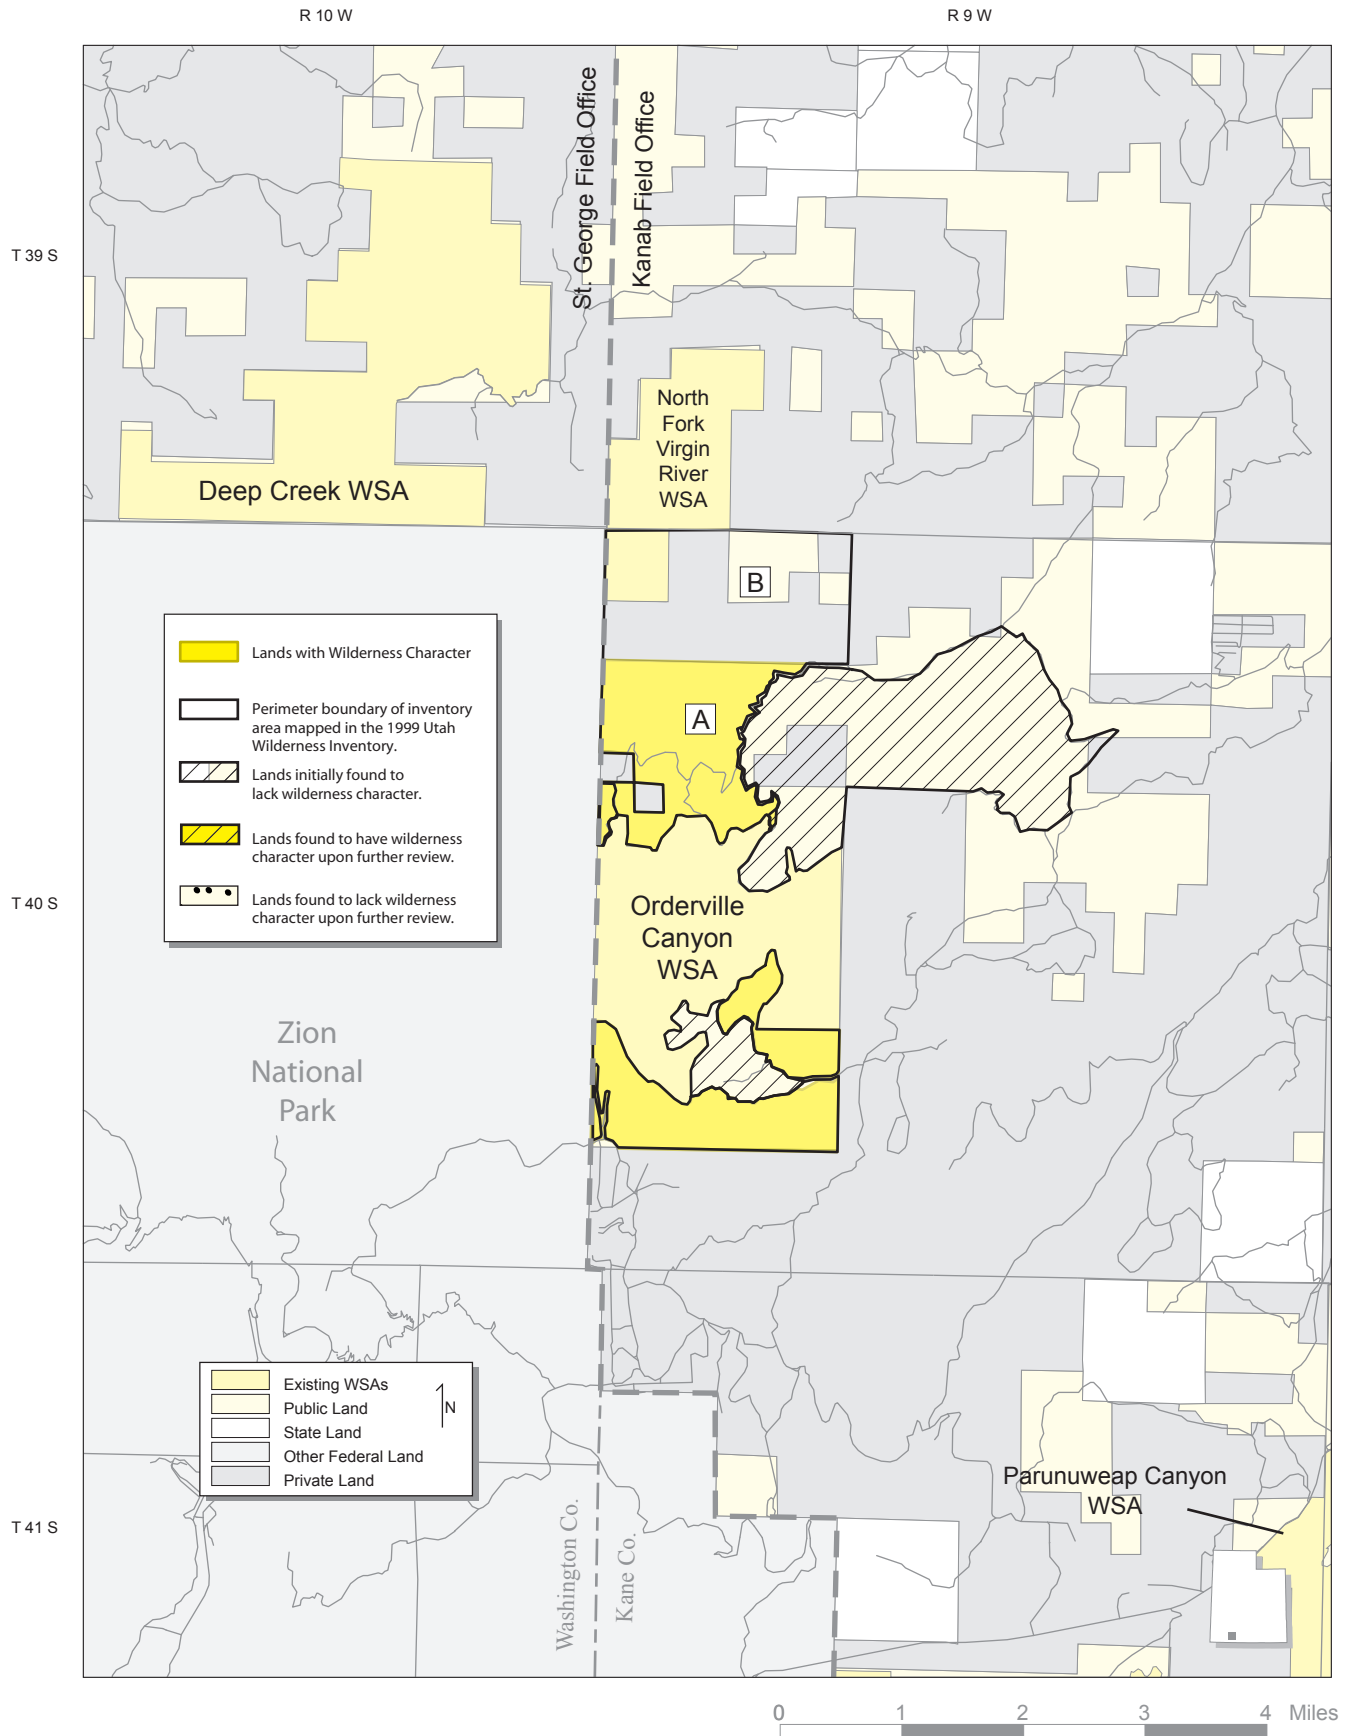 R 10 W
R 9 W
St. George Field Office
Kanab Field Office
T 39 S
North
Fork
Virgin
River
WSA
Deep Creek WSA
B
Lands with Wilderness Character
Perimeter boundary of inventory
area mapped in the 1999 Utah
Wilderness Inventory.
Lands initially found to
lack wilderness character.
Lands found to have wilderness
character upon further review.
Lands found to lack wilderness
character upon further review.
A
T 40 S
Orderville
Canyon
WSA
Zion
National
Park
Existing WSAs
Public Land
State Land
Other Federal Land
Private Land
N
Parunuweap Canyon
WSA
T 41 S
Washington Co.
Kane Co.
0 1 2 3 4 Miles